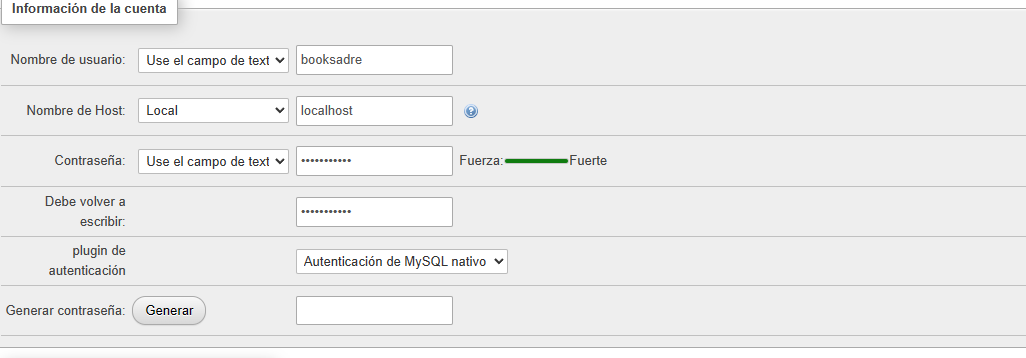 Información de la cuenta
Nombre de usuario: Use el campo de text booksadre
Nombre de Host: Local localhost
Contraseña: Use el campo de text ••••••••••• Fuerza: Fuerte
Debe volver a
escribir: •••••••••••
plugin de
autenticación Autenticación de MySQL nativo
Generar contraseña: Generar